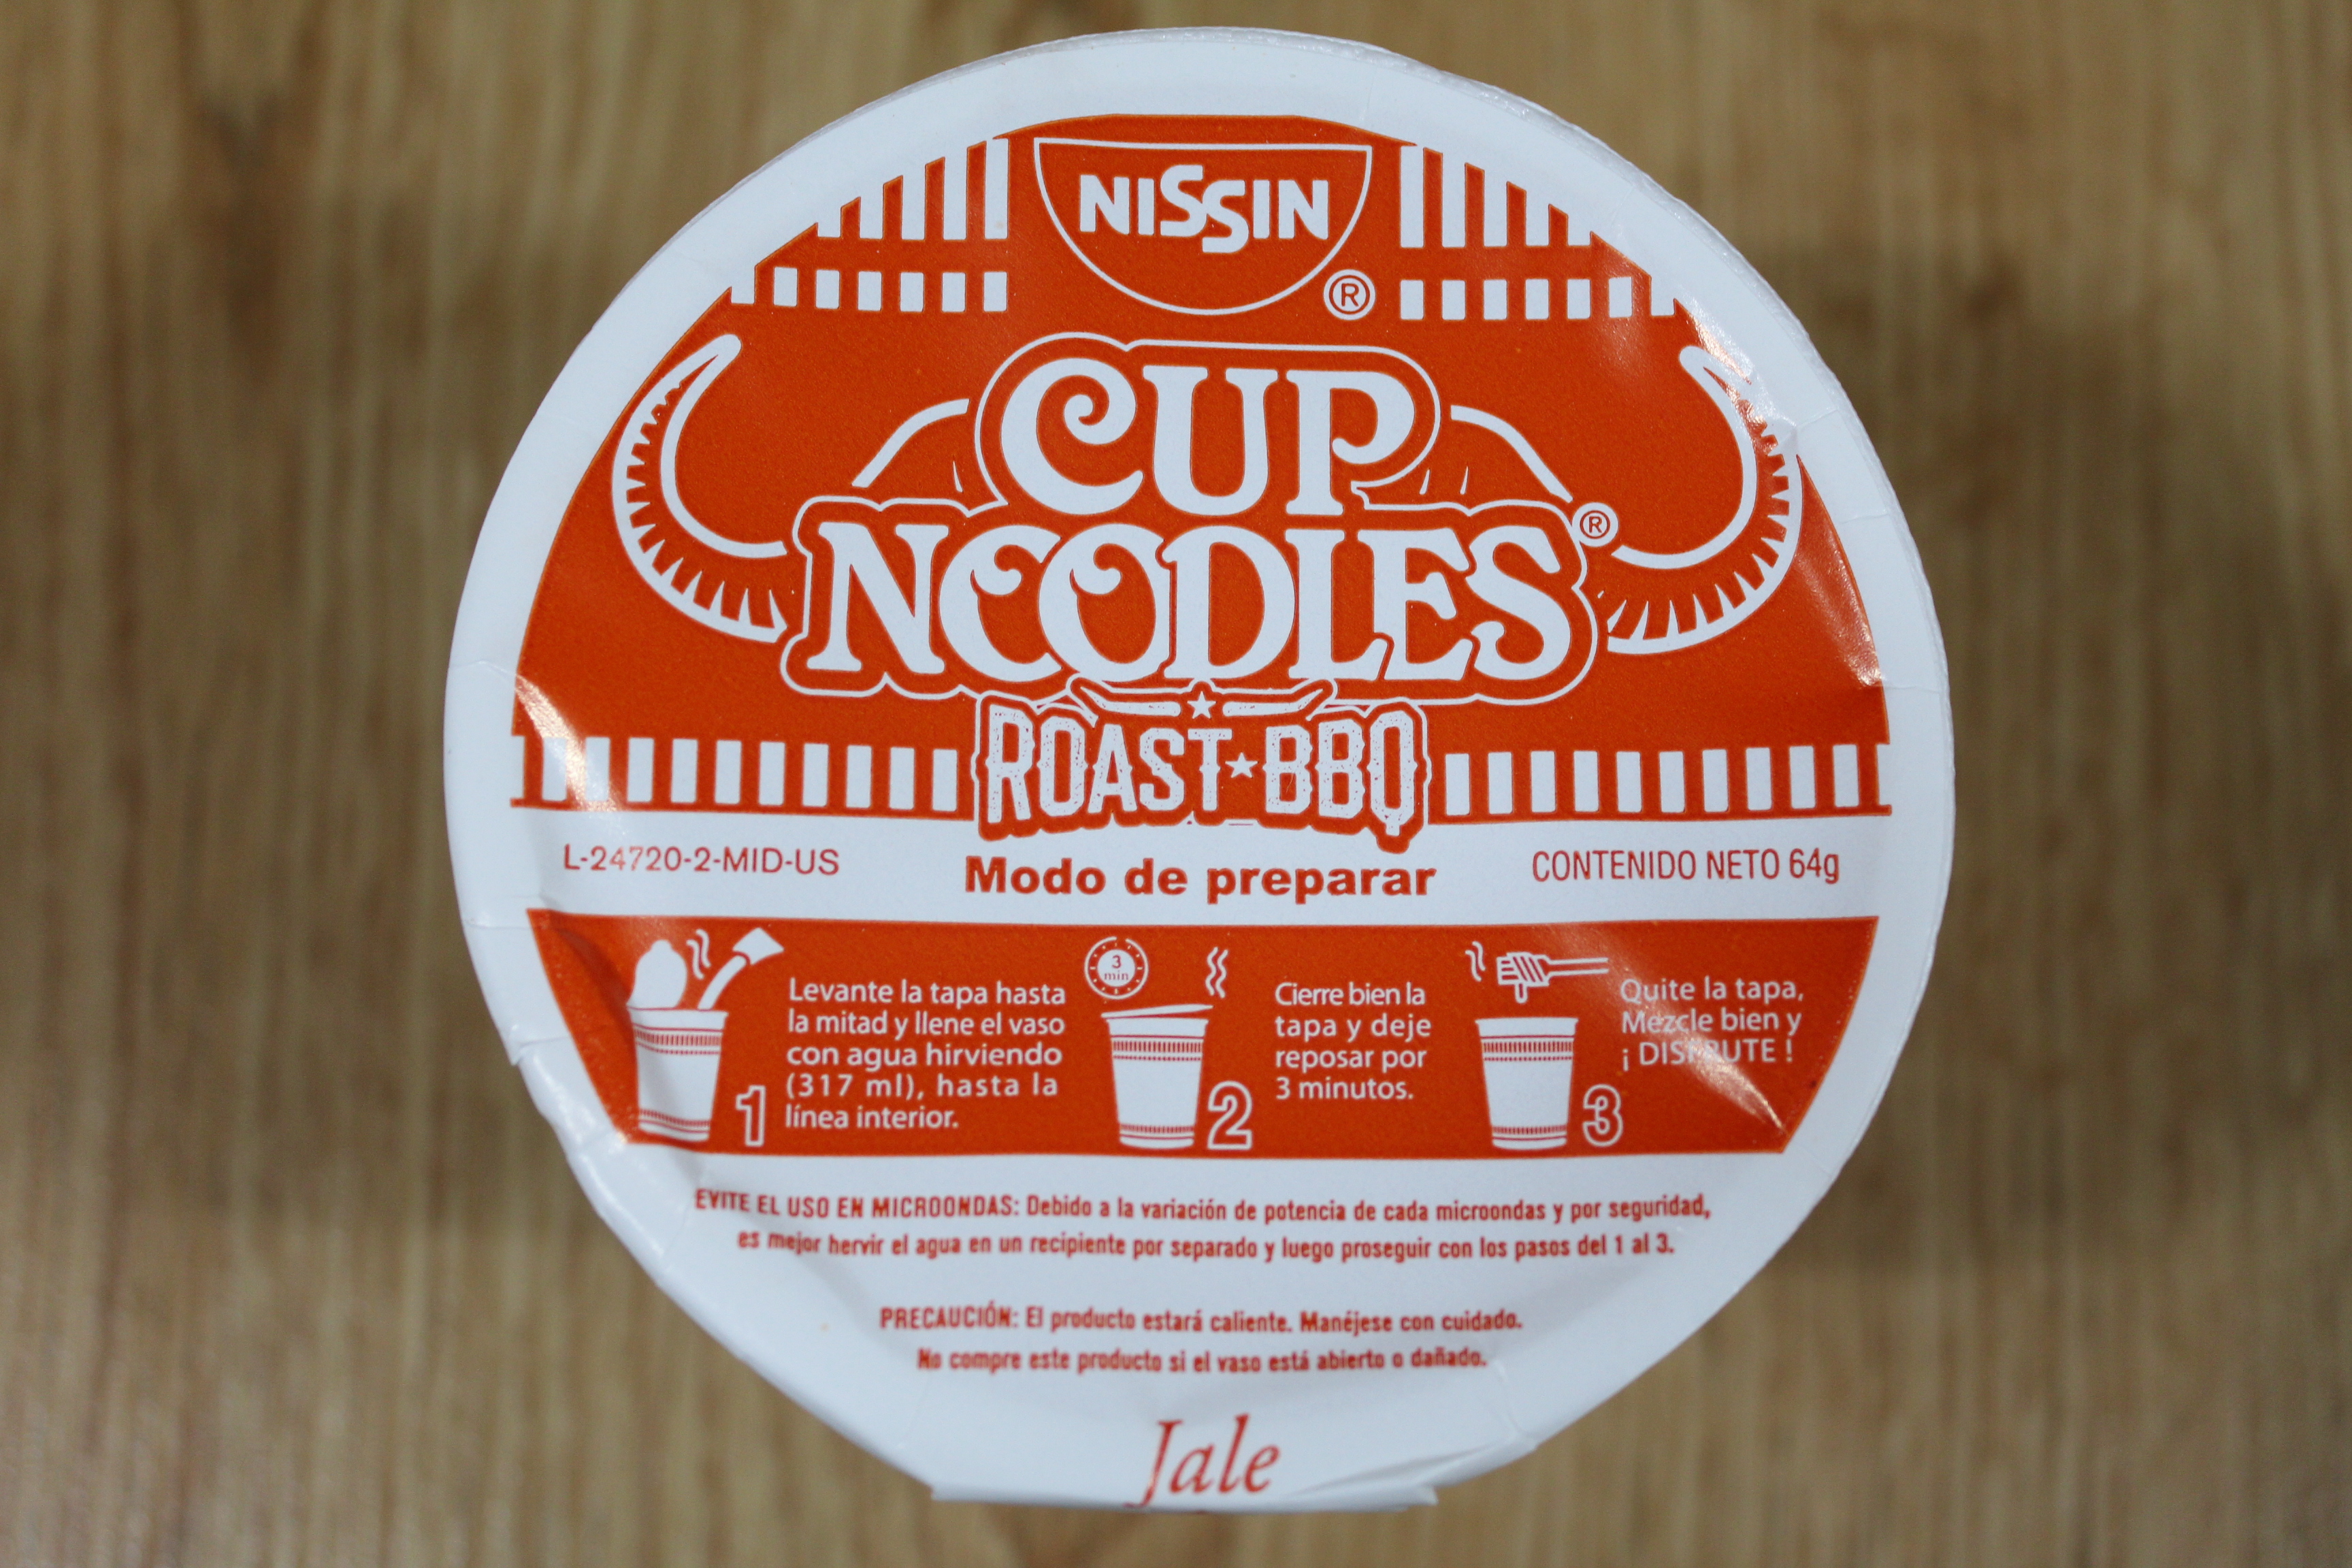 NISSIN
®
CUP
NOODLES®
ROAST★BBQ
L-24720-2-MID-US
Modo de preparar
CONTENIDO NETO 64g
Levante la tapa hasta
la mitad y llene el vaso
con agua hirviendo
(317 ml), hasta la
línea interior.
1
3
min
Cierre bien la
tapa y deje
reposar por
3 minutos.
2
Quite la tapa,
Mezcle bien y
¡ DISFRUTE !
3
EVITE EL USO EN MICROONDAS: Debido a la variación de potencia de cada microondas y por seguridad,
es mejor hervir el agua en un recipiente por separado y luego proseguir con los pasos del 1 al 3.
PRECAUCIÓN: El producto estará caliente. Manéjese con cuidado.
No compre este producto si el vaso está abierto o dañado.
Jale